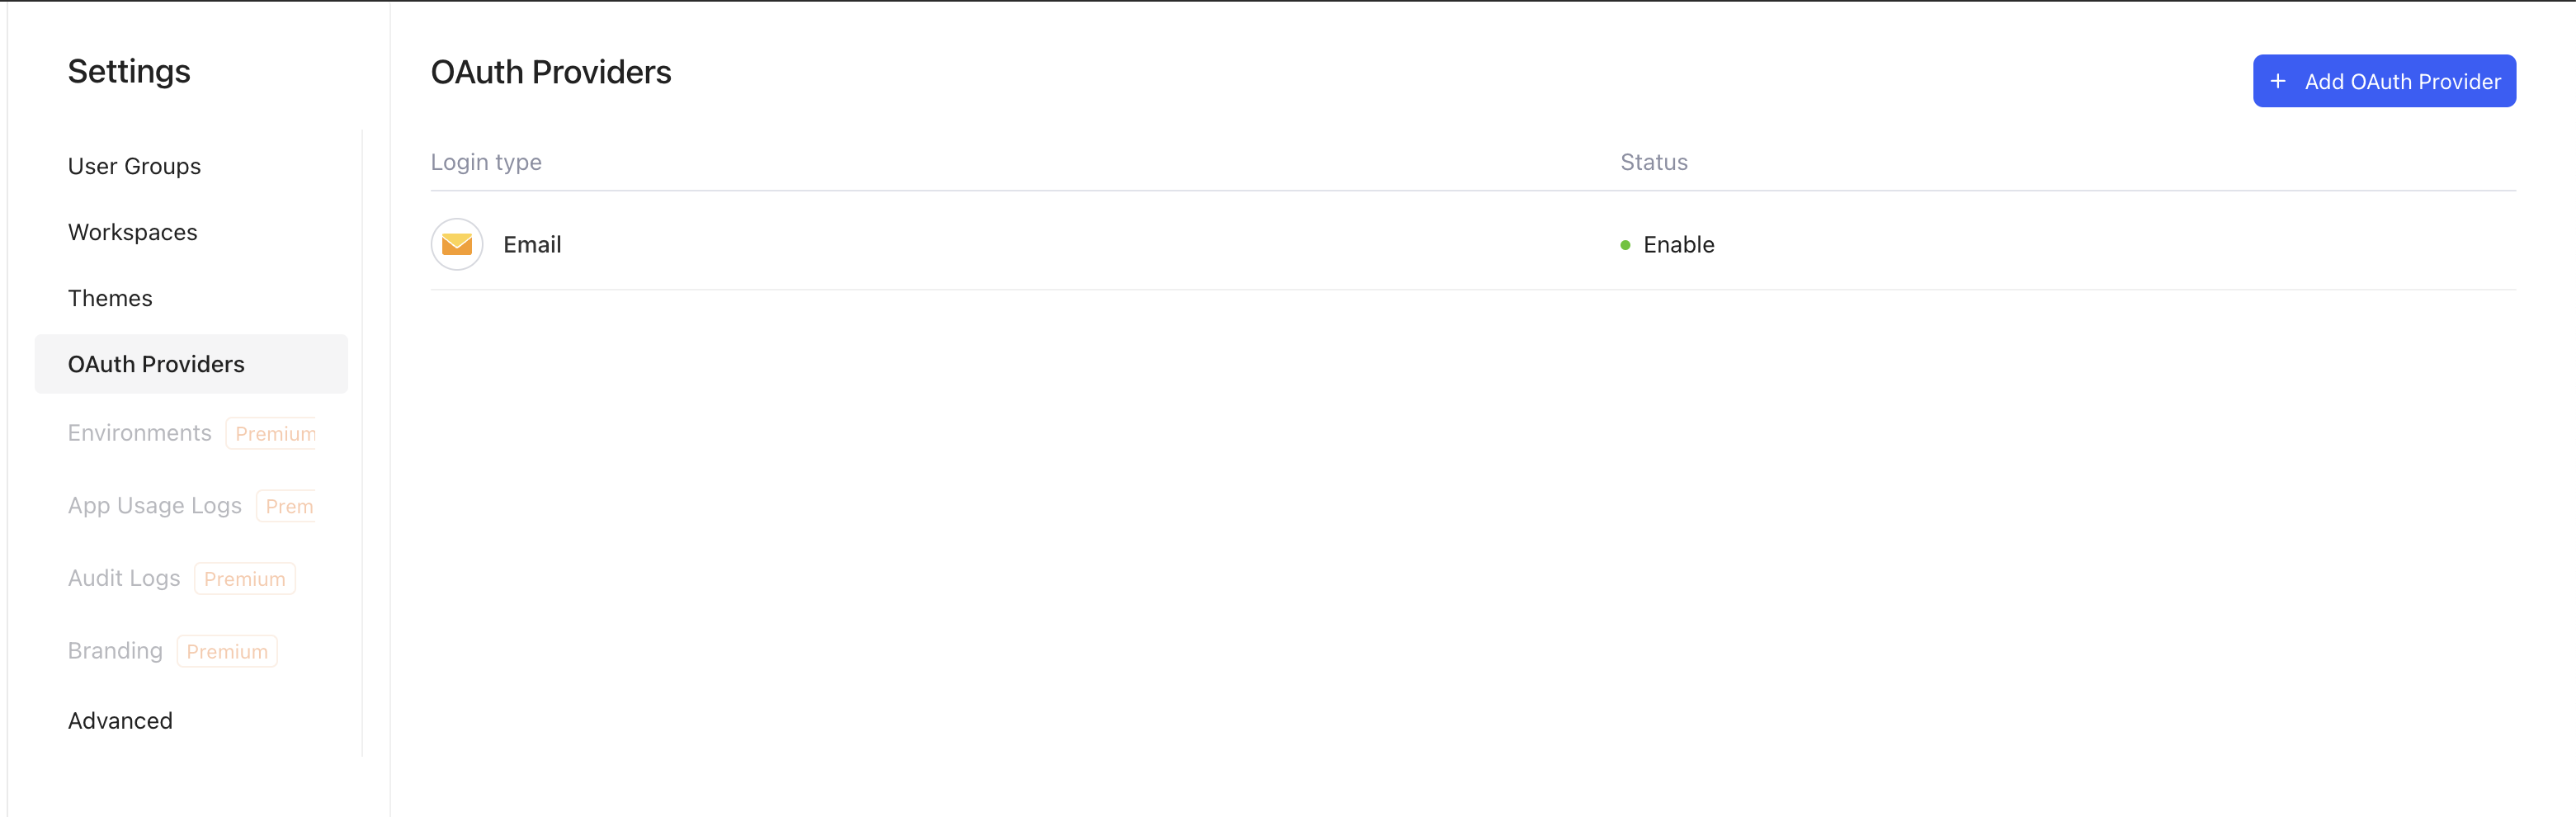 Settings
User Groups
Workspaces
Themes
OAuth Providers
Environments Premium
App Usage Logs Prem
Audit Logs Premium
Branding Premium
Advanced
OAuth Providers
+ Add OAuth Provider
Login type Status
Email Enable